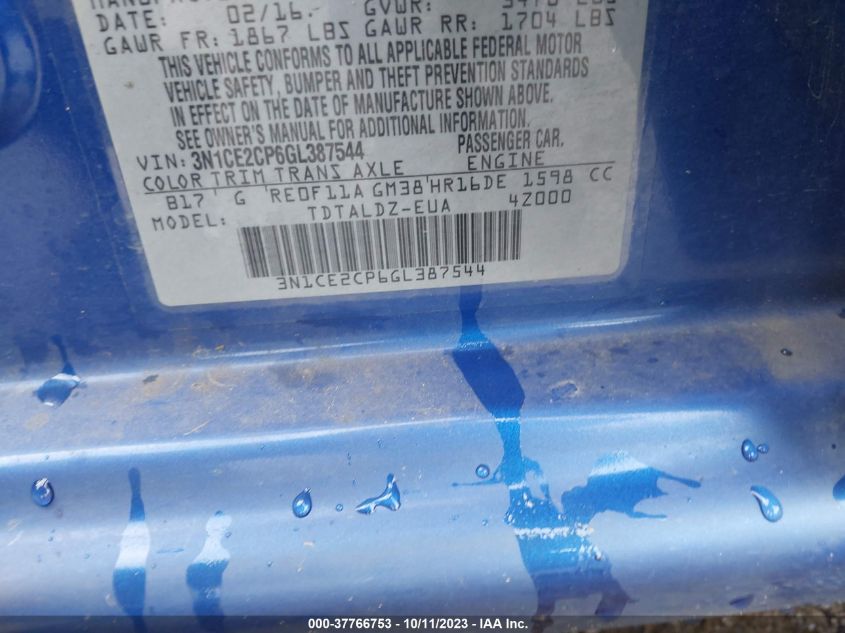 DATE: 02/16. GVWR:
GAWR FR: 1867 LBS GAWR RR: 1704 LBS
THIS VEHICLE CONFORMS TO ALL APPLICABLE FEDERAL MOTOR
VEHICLE SAFETY, BUMPER AND THEFT PREVENTION STANDARDS
IN EFFECT ON THE DATE OF MANUFACTURE SHOWN ABOVE.
SEE OWNER'S MANUAL FOR ADDITIONAL INFORMATION.
VIN: 3N1CE2CP6GL387544 PASSENGER CAR.
COLOR TRIM TRANS AXLE ENGINE
B17 G RE0F11A GM38 HR16DE 1598 CC
MODEL: TDTALDZ-EUA 4Z000
3N1CE2CP6GL387544
000-37766753 - 10/11/2023 - IAA Inc.